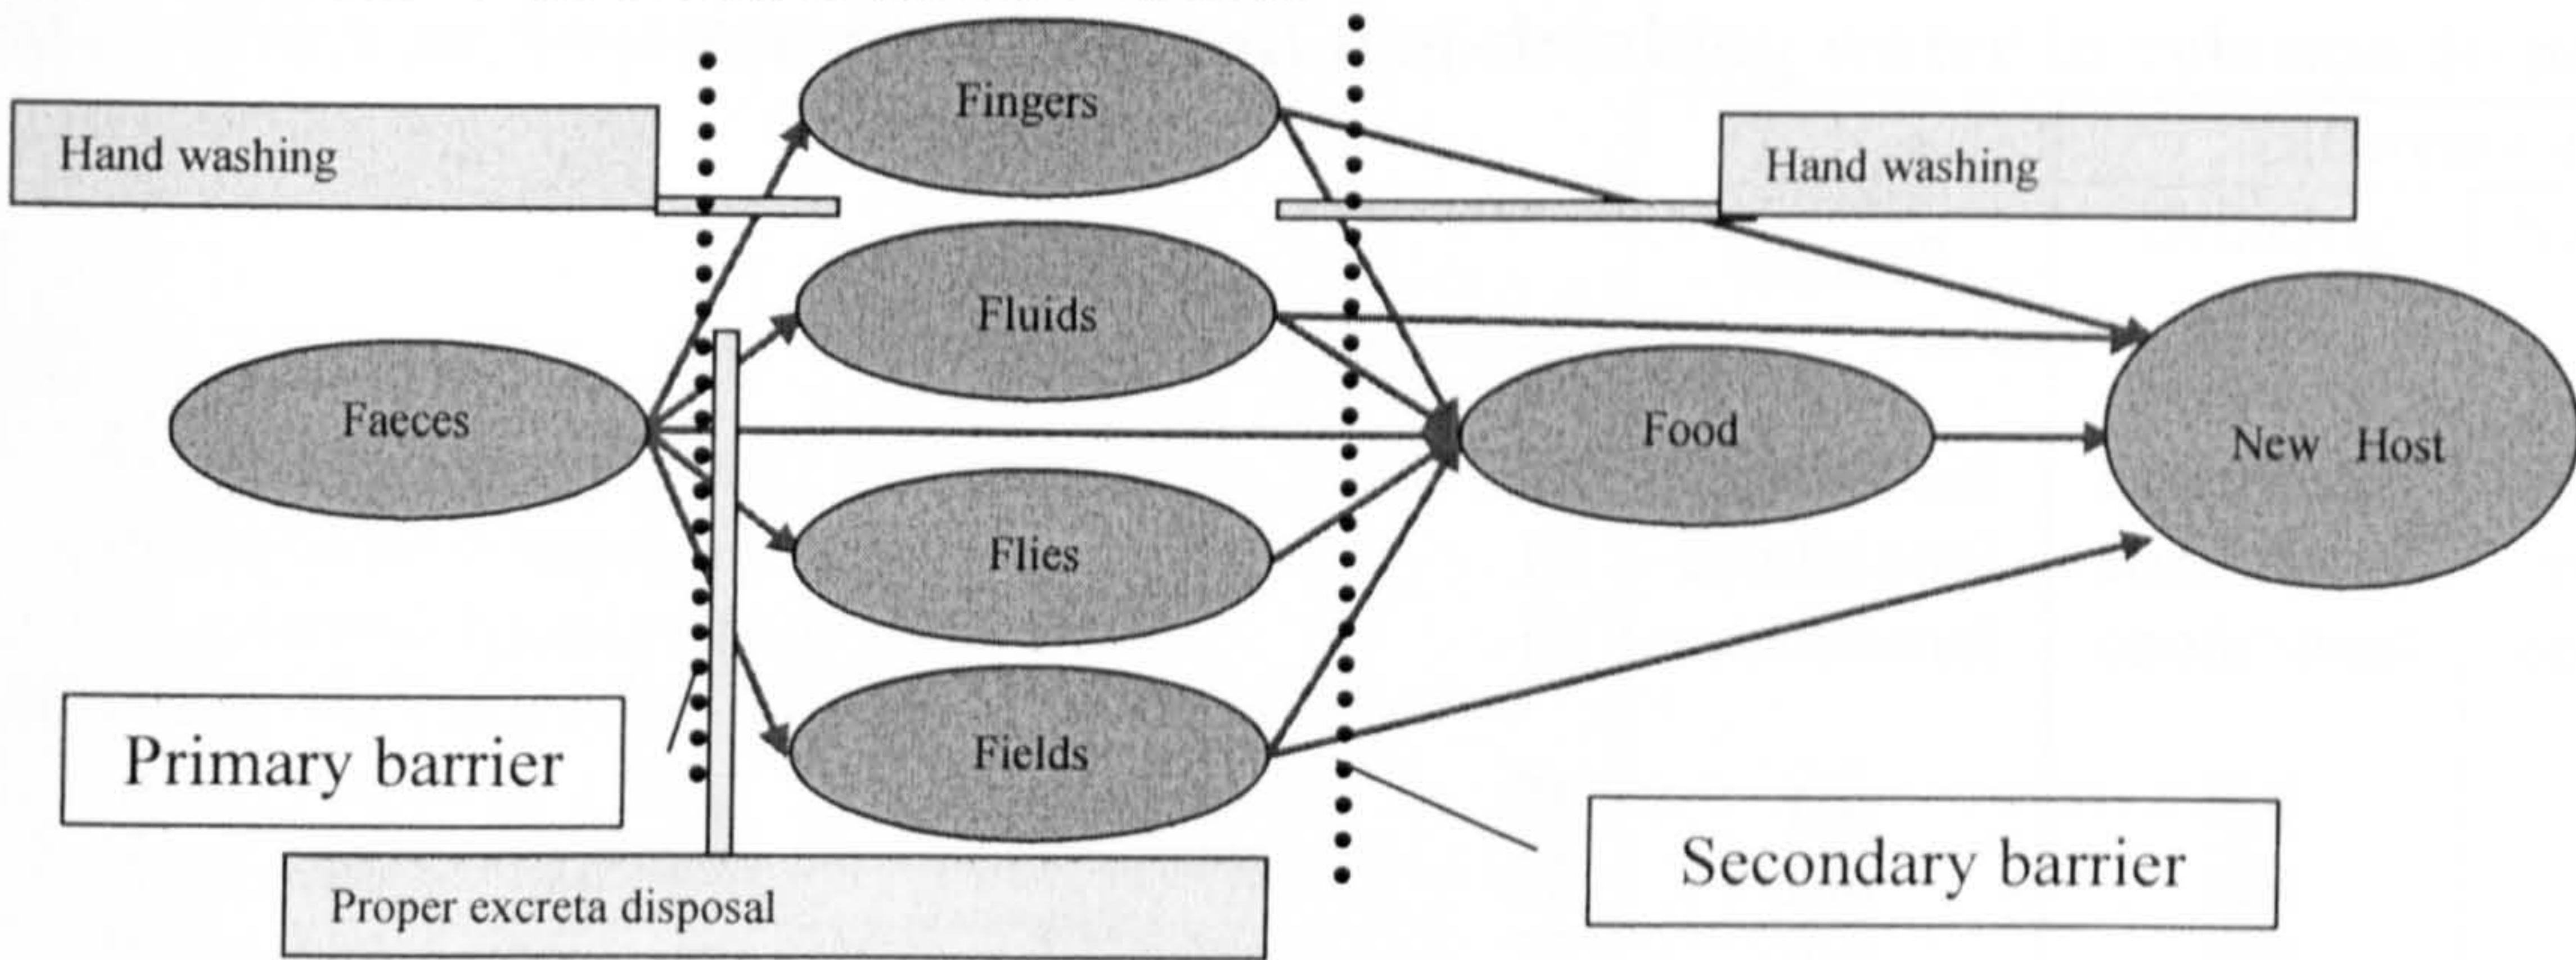 Fingers
Hand washing
Hand washing
Fluids
Faeces
Food
New Host
Flies
Fields
Primary barrier
Secondary barrier
Proper excreta disposal